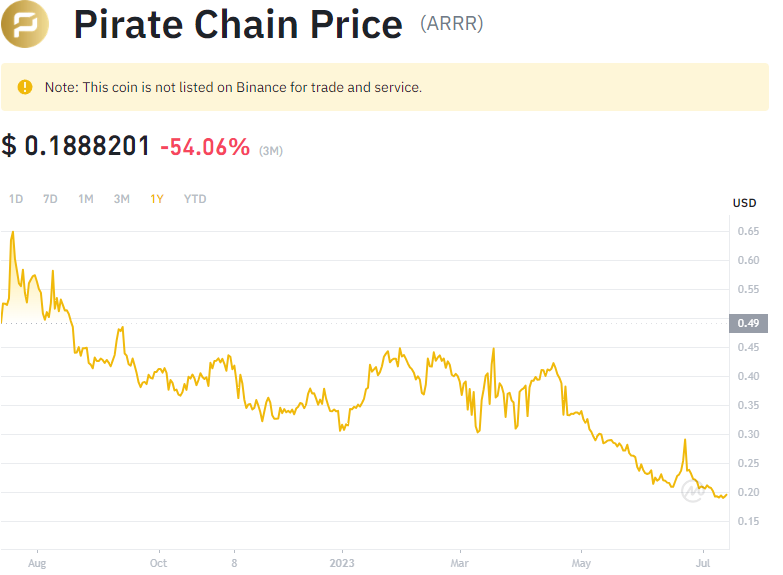 Pirate Chain Price (ARRR)
Note: This coin is not listed on Binance for trade and service.
$ 0.1888201 -54.06% (3M)
1D 7D 1M 3M 1Y YTD
USD
0.65
0.60
0.55
0.49
0.45
0.40
0.35
0.30
0.25
0.20
0.15
Aug Oct 8 2023 Mar May Jul